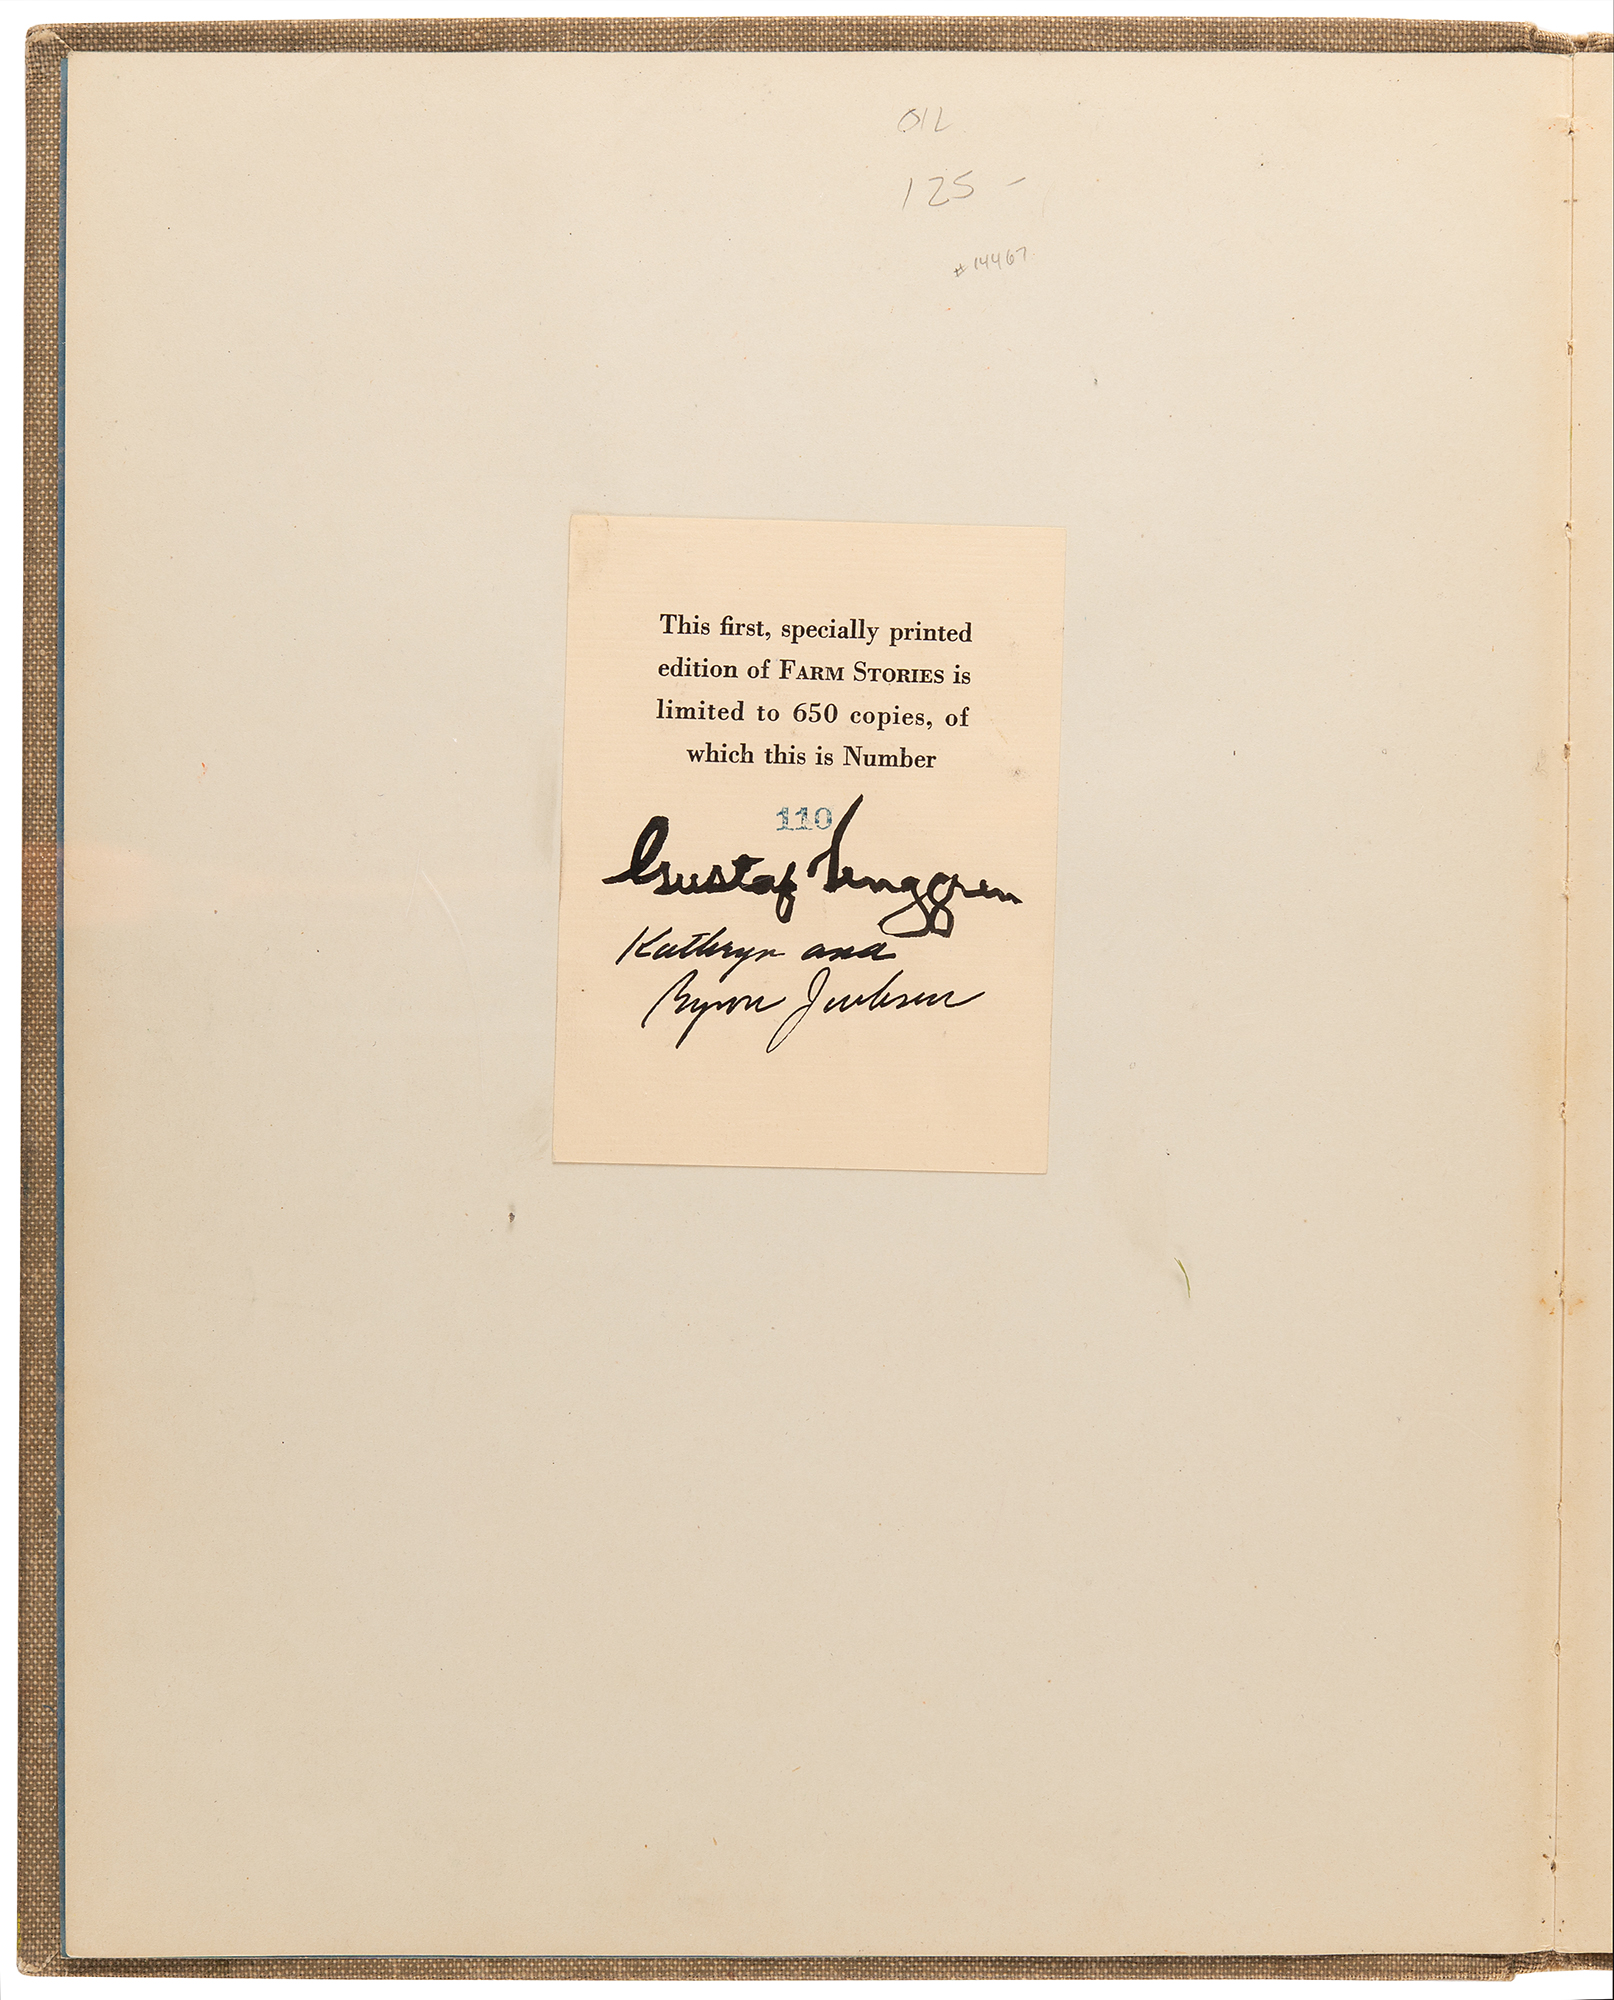 OIL
125 -
#14467
This first, specially printed
edition of FARM STORIES is
limited to 650 copies, of
which this is Number
110
Gustaf Tenggren
Kathryn and
Byron Jackson